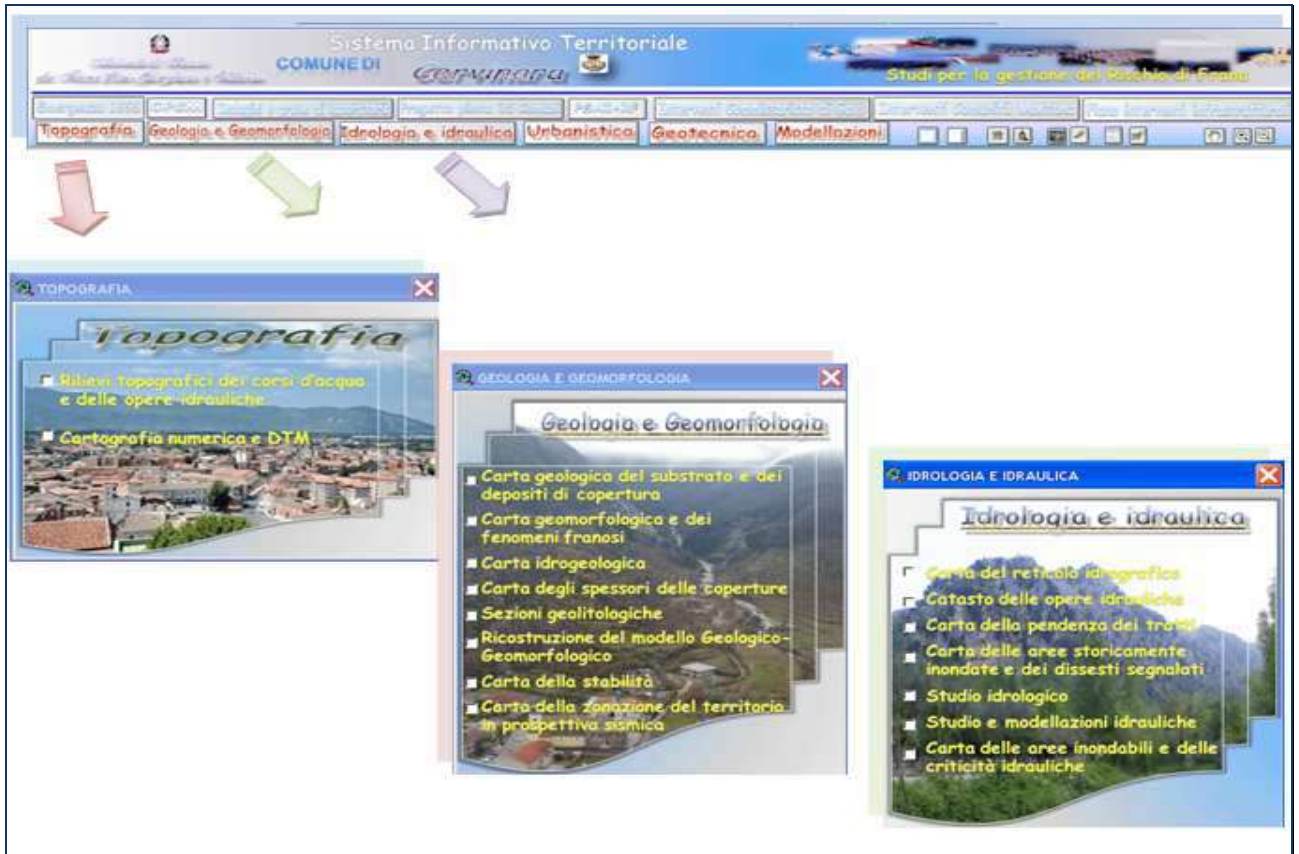 Sistema Informativo Territoriale
COMUNE DI
Cervinara
Studi per la gestione del Rischio di Frana
Topografia
Geologia e Geomorfologia
Idrologia e idraulica
Urbanistica
Geotecnica
Modellazioni
TOPOGRAFIA
Topografia
Rilievi topografici dei corsi d'acqua
e delle opere idrauliche
Cartografia numerica e DTM
GEOLOGIA E GEOMORFOLOGIA
Geologia e Geomorfologia
Carta geologica del substrato e dei
depositi di copertura
Carta geomorfologica e dei
fenomeni franosi
Carta idrogeologica
Carta degli spessori delle coperture
Sezioni geolitologiche
Ricostruzione del modello Geologico-
Geomorfologico
Carta della stabilità
Carta della zonazione del territorio
in prospettiva sismica
IDROLOGIA E IDRAULICA
Idrologia e idraulica
Carta del reticolo idrografico
Catasto delle opere idrauliche
Carta della pendenza dei tratti
Carta delle aree storicamente
inondate e dei dissesti segnalati
Studio idrologico
Studio e modellazioni idrauliche
Carta delle aree inondabili e delle
criticità idrauliche